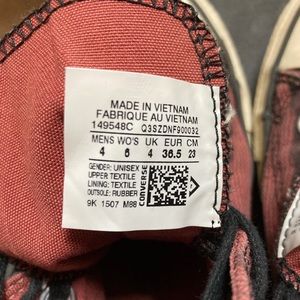 MADE IN VIETNAM
FABRIQUE AU VIETNAM
149548C Q3SZDNF900032
MENS WO'S UK EUR CM
4 6 4 36.5 23
GENDER: UNISEX
UPPER: TEXTILE
LINING: TEXTILE
OUTSOLE: RUBBER
9K 1507 M88
CONVERSE